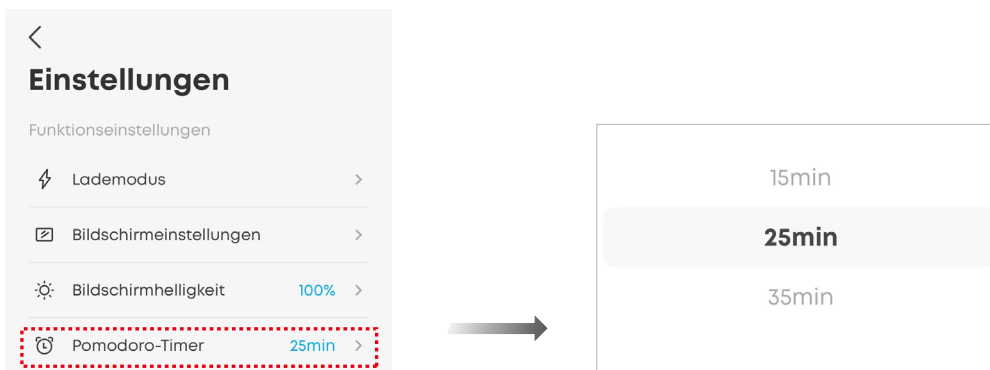 Einstellungen
Funktionseinstellungen
Lademodus
Bildschirmeinstellungen
Bildschirmhelligkeit 100%
Pomodoro-Timer 25min
15min
25min
35min